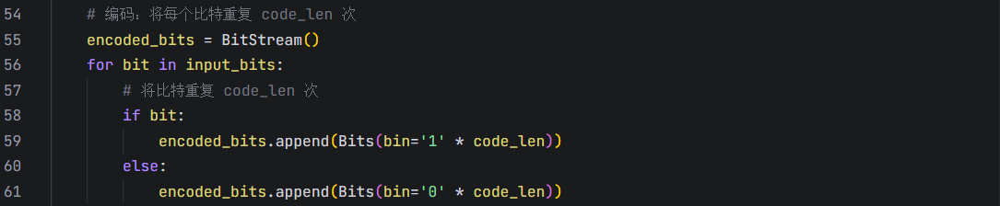 54 # 编码：将每个比特重复 code_len 次
55 encoded_bits = BitStream()
56 for bit in input_bits:
57 # 将比特重复 code_len 次
58 if bit:
59 encoded_bits.append(Bits(bin='1' * code_len))
60 else:
61 encoded_bits.append(Bits(bin='0' * code_len))